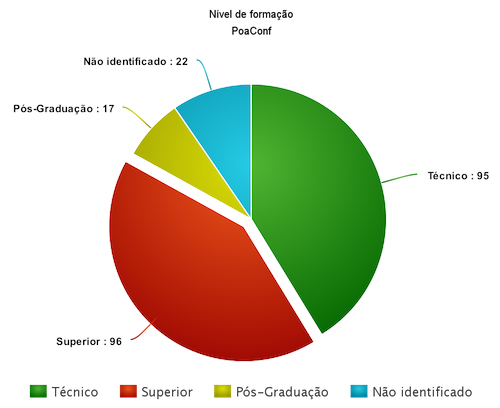 Nível de formação
PoaConf
Não identificado : 22
Pós-Graduação : 17
Técnico : 95
Superior : 96
Técnico Superior Pós-Graduação Não identificado